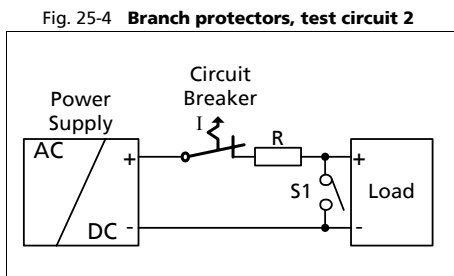 Fig. 25-4 Branch protectors, test circuit 2
Circuit
Breaker
Power
Supply
I
R
AC
+
+
S1
Load
DC
-
-